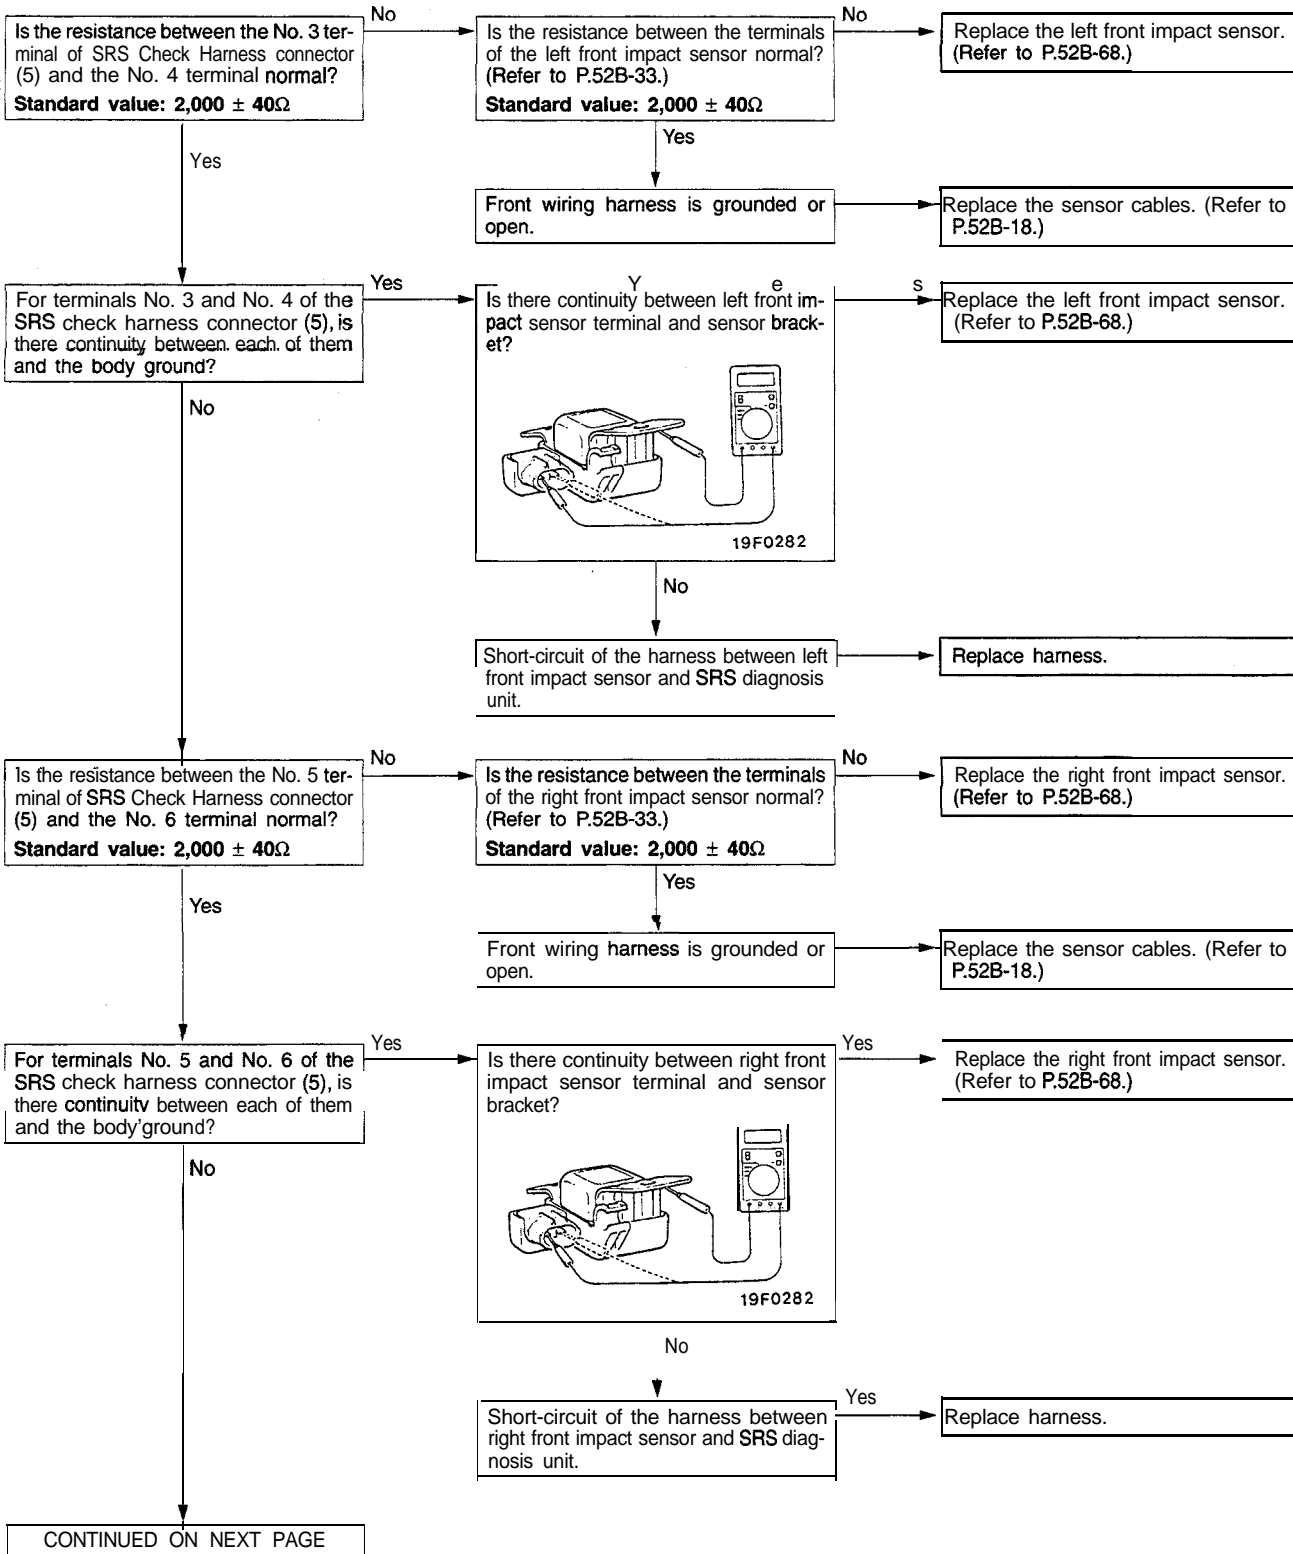 Is the resistance between the No. 3 ter-
minal of SRS Check Harness connector
(5) and the No. 4 terminal normal?
Standard value: 2,000 ± 40Ω
No
Is the resistance between the terminals
of the left front impact sensor normal?
(Refer to P.52B-33.)
Standard value: 2,000 ± 40Ω
No
Replace the left front impact sensor.
(Refer to P.52B-68.)
Yes
Yes
Front wiring harness is grounded or
open.
Replace the sensor cables. (Refer to
P.52B-18.)
For terminals No. 3 and No. 4 of the
SRS check harness connector (5), is
there continuity between each of them
and the body ground?
Yes
Is there continuity between left front im-
pact sensor terminal and sensor brack-
et?
Y e s
Replace the left front impact sensor.
(Refer to P.52B-68.)
19F0282
No
No
Short-circuit of the harness between left
front impact sensor and SRS diagnosis
unit.
Replace harness.
Is the resistance between the No. 5 ter-
minal of SRS Check Harness connector
(5) and the No. 6 terminal normal?
Standard value: 2,000 ± 40Ω
No
Is the resistance between the terminals
of the right front impact sensor normal?
(Refer to P.52B-33.)
Standard value: 2,000 ± 40Ω
No
Replace the right front impact sensor.
(Refer to P.52B-68.)
Yes
Yes
Front wiring harness is grounded or
open.
Replace the sensor cables. (Refer to
P.52B-18.)
For terminals No. 5 and No. 6 of the
SRS check harness connector (5), is
there continuity between each of them
and the body'ground?
Yes
Is there continuity between right front
impact sensor terminal and sensor
bracket?
Yes
Replace the right front impact sensor.
(Refer to P.52B-68.)
19F0282
No
No
Short-circuit of the harness between
right front impact sensor and SRS diag-
nosis unit.
Yes
Replace harness.
CONTINUED ON NEXT PAGE